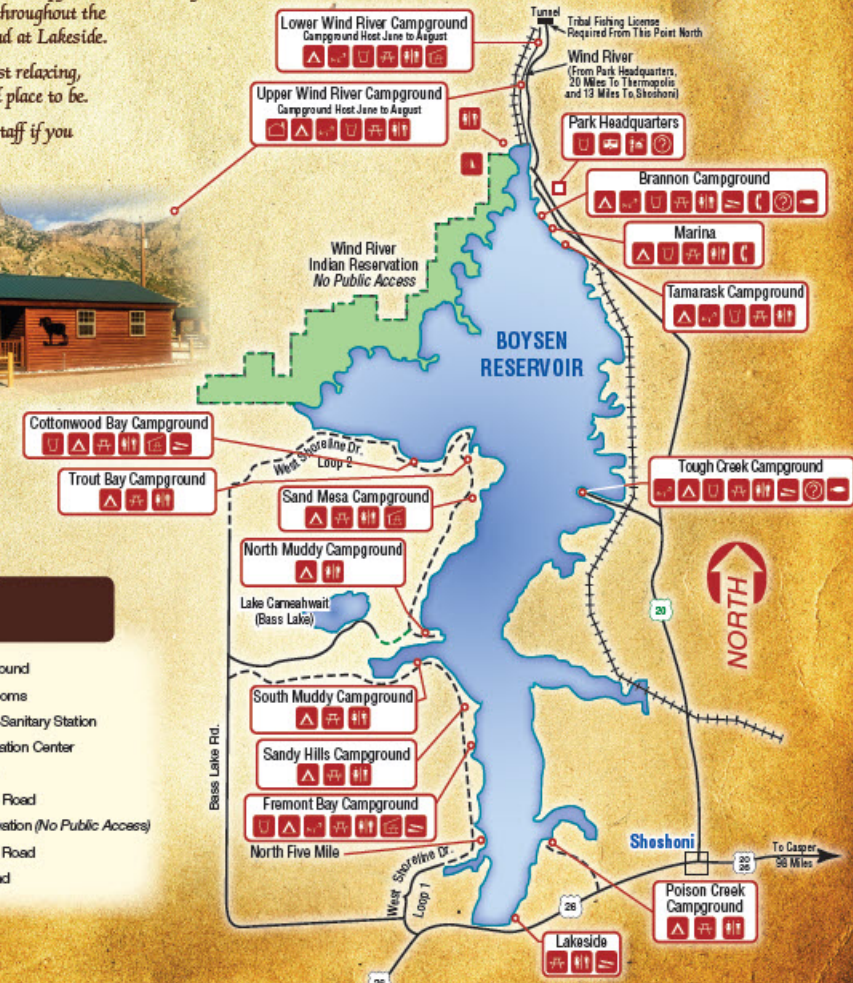 throughout the
nd at Lakeside.
st relaxing,
d place to be.
taff if you
Lower Wind River Campground
Campground Host June to August
Upper Wind River Campground
Campground Host June to August
Tunnel
Tribal Fishing License
Required From This Point North
Wind River
(From Park Headquarters,
20 Miles To Thermopolis
and 13 Miles To Shoshoni)
Park Headquarters
Brannon Campground
Marina
Tamarask Campground
Wind River
Indian Reservation
No Public Access
BOYSEN
RESERVOIR
Cottonwood Bay Campground
West Shoreline Dr.
Loop 2
Trout Bay Campground
Sand Mesa Campground
Tough Creek Campground
North Muddy Campground
Lake Cameahwait
(Bass Lake)
NORTH
20
South Muddy Campground
Bass Lake Rd.
Sandy Hills Campground
Fremont Bay Campground
North Five Mile
West Shoreline Dr.
Loop 1
Shoshoni
20
26
To Casper
98 Miles
26
Poison Creek
Campground
Lakeside
26
ound
oms
Sanitary Station
ation Center
Road
vation (No Public Access)
Road
ad